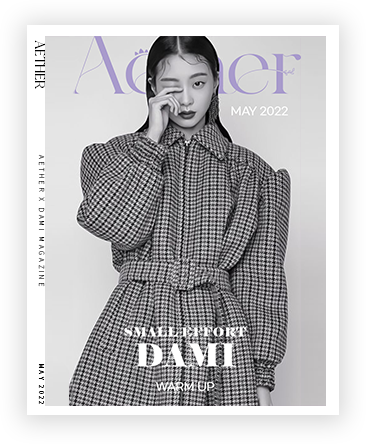 AETHER
AETHER X DAMI MAGAZINE
MAY 2022
Aether
MAY 2022
SMALL EFFORT
DAMI
WARM UP